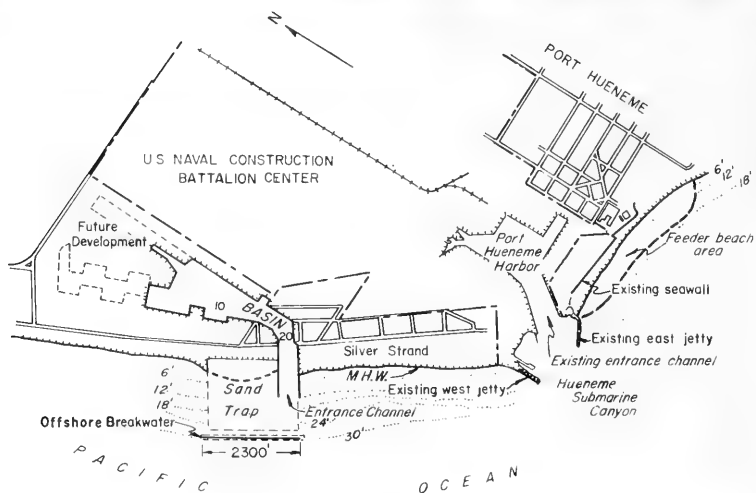 N
PORT HUENEME
U.S. NAVAL CONSTRUCTION
BATTALION CENTER
6'
12'
18'
Future
Development
Port
Hueneme
Harbor
Feeder beach
area
10
BASIN
20
Existing seawall
Existing east jetty
Silver Strand
M.H.W.
Existing entrance channel
Existing west jetty
Hueneme
Submarine
Canyon
6'
12'
18'
Sand
Trap
Entrance Channel
24'
30'
Offshore Breakwater
2300'
PACIFIC OCEAN